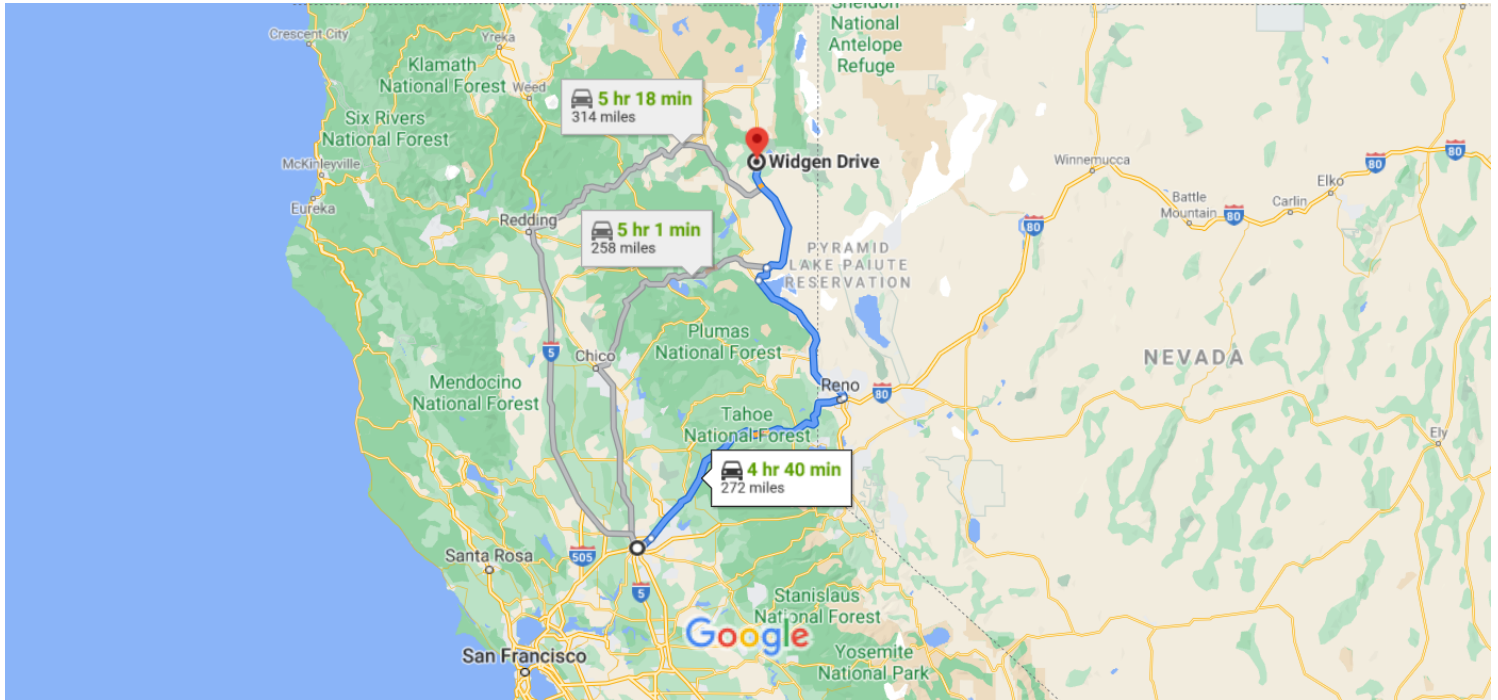 Sheldon
National
Antelope
Refuge
Crescent City
Yreka
Klamath
National Forest
Weed
5 hr 18 min
314 miles
Six Rivers
National Forest
McKinleyville
Eureka
Widgen Drive
Winnemucca
80
80
Elko
Battle
Mountain
Carlin
80
80
Redding
5 hr 1 min
258 miles
PYRAMID
LAKE PAIUTE
RESERVATION
Plumas
National Forest
5
Chico
NEVADA
Mendocino
National Forest
Reno
80
Tahoe
National Forest
Ely
4 hr 40 min
272 miles
Santa Rosa
505
5
Stanislaus
National Forest
Google
San Francisco
Yosemite
National Park